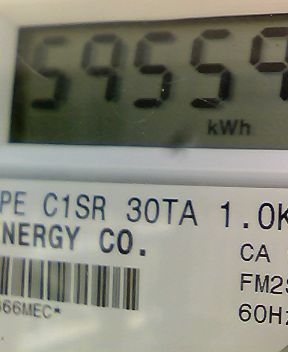 59559
kWh
PE C1SR 30TA 1.0K
NERGY CO.
CA
FM2S
60Hz
66MEC*